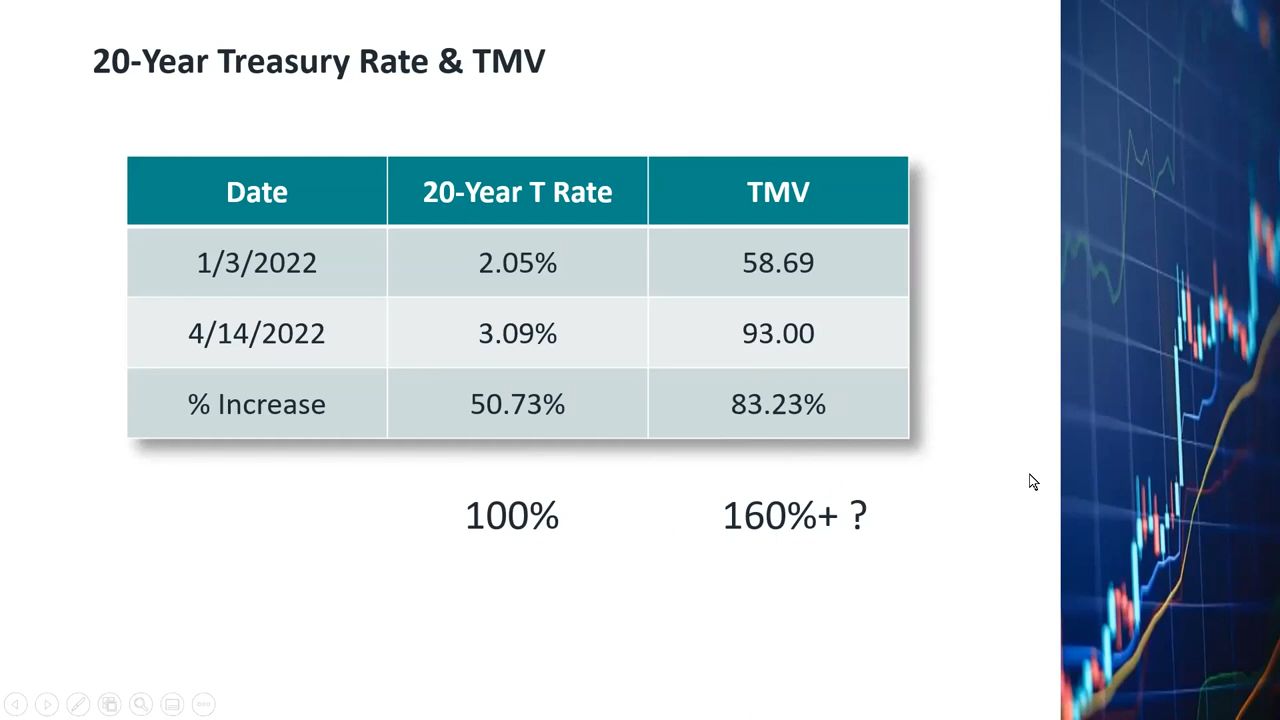 20-Year Treasury Rate & TMV
Date 20-Year T Rate TMV
1/3/2022 2.05% 58.69
4/14/2022 3.09% 93.00
% Increase 50.73% 83.23%
100% 160%+ ?